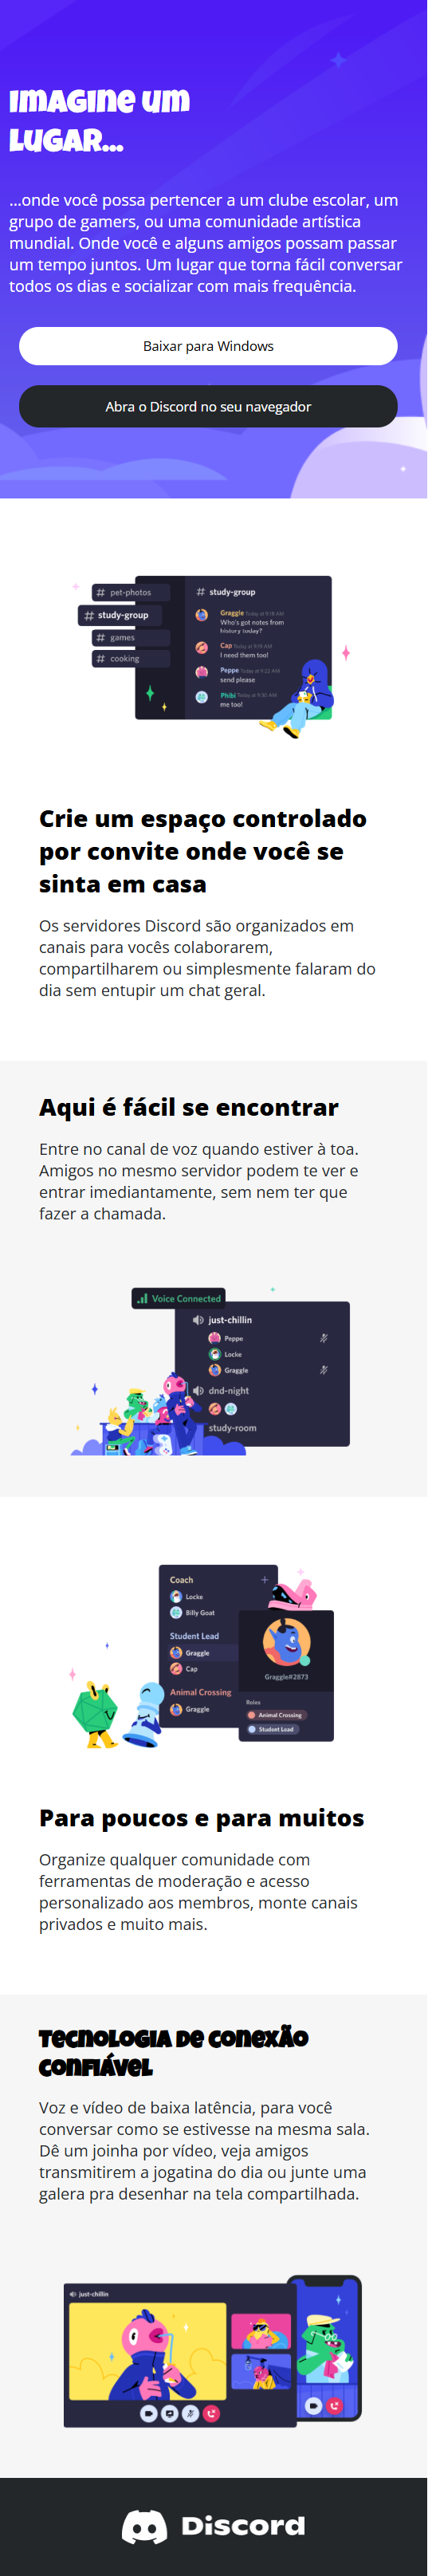 Imagine um
lugar...
...onde você possa pertencer a um clube escolar, um
grupo de gamers, ou uma comunidade artística
mundial. Onde você e alguns amigos possam passar
um tempo juntos. Um lugar que torna fácil conversar
todos os dias e socializar com mais frequência.
Baixar para Windows
Abra o Discord no seu navegador
# pet-photos
# study-group
# games
# cooking
# study-group
Graggle Today at 9:18 AM
Who's got notes from
history today?
Cap Today at 9:19 AM
I need them too!
Peppe Today at 9:22 AM
send please
Phibi Today at 9:30 AM
me too!
Crie um espaço controlado
por convite onde você se
sinta em casa
Os servidores Discord são organizados em
canais para vocês colaborarem,
compartilharem ou simplesmente falaram do
dia sem entupir um chat geral.
Aqui é fácil se encontrar
Entre no canal de voz quando estiver à toa.
Amigos no mesmo servidor podem te ver e
entrar imediantamente, sem nem ter que
fazer a chamada.
Voice Connected
just-chillin
Peppe
Locke
Graggle
dnd-night
study-room
Coach
Locke
Billy Goat
Student Lead
Graggle
Cap
Animal Crossing
Graggle
Graggle#2873
Roles
Animal Crossing
Student Lead
Para poucos e para muitos
Organize qualquer comunidade com
ferramentas de moderação e acesso
personalizado aos membros, monte canais
privados e muito mais.
Tecnologia de conexão
confiável
Voz e vídeo de baixa latência, para você
conversar como se estivesse na mesma sala.
Dê um joinha por vídeo, veja amigos
transmitirem a jogatina do dia ou junte uma
galera pra desenhar na tela compartilhada.
just-chillin
Discord